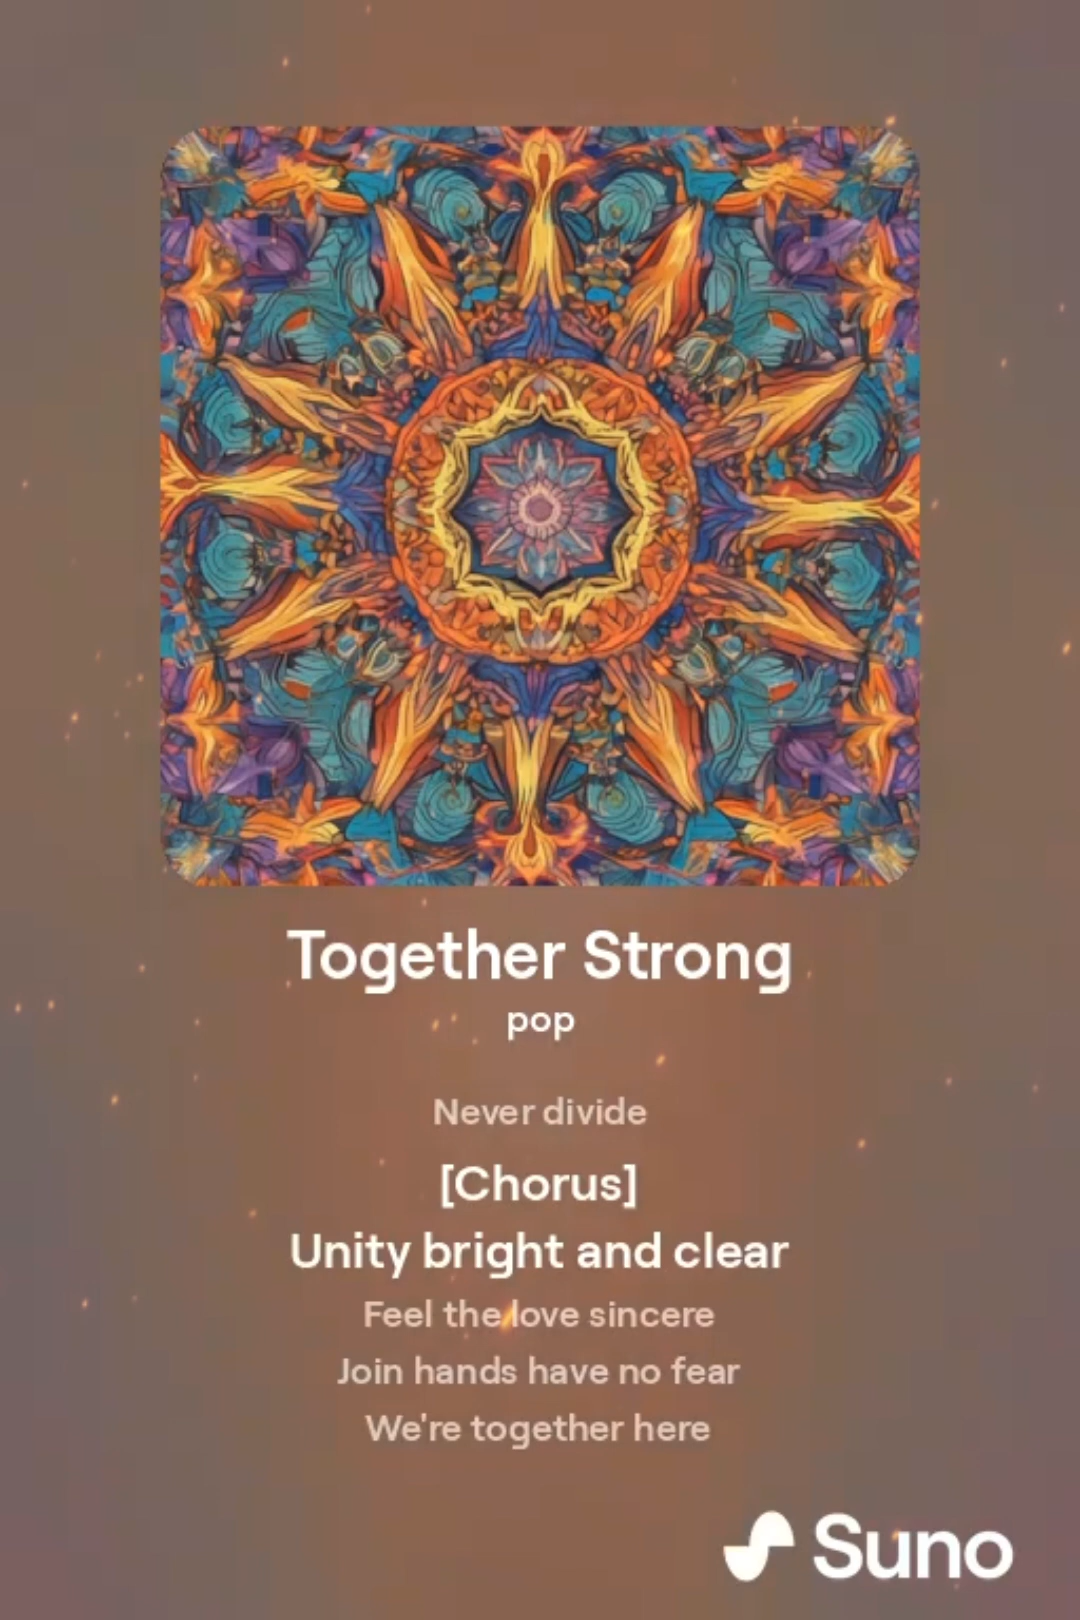 Together Strong
pop
Never divide
[Chorus]
Unity bright and clear
Feel the love sincere
Join hands have no fear
We're together here
Suno